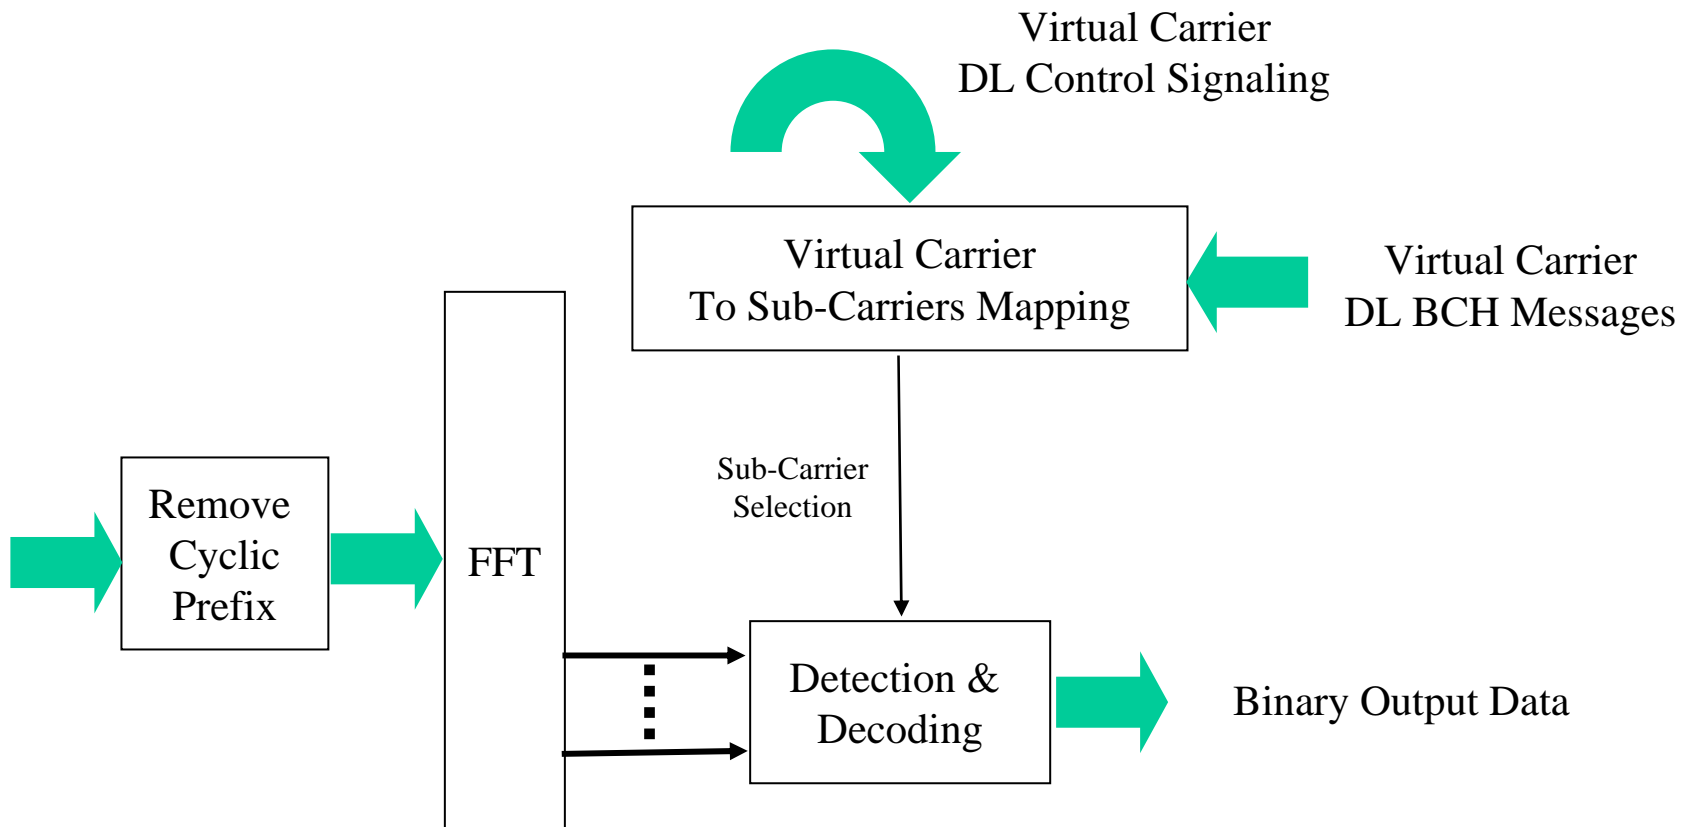 Virtual Carrier
DL Control Signaling
Virtual Carrier
To Sub-Carriers Mapping
Virtual Carrier
DL BCH Messages
Sub-Carrier
Selection
Remove
Cyclic
Prefix
FFT
Detection &
Decoding
Binary Output Data